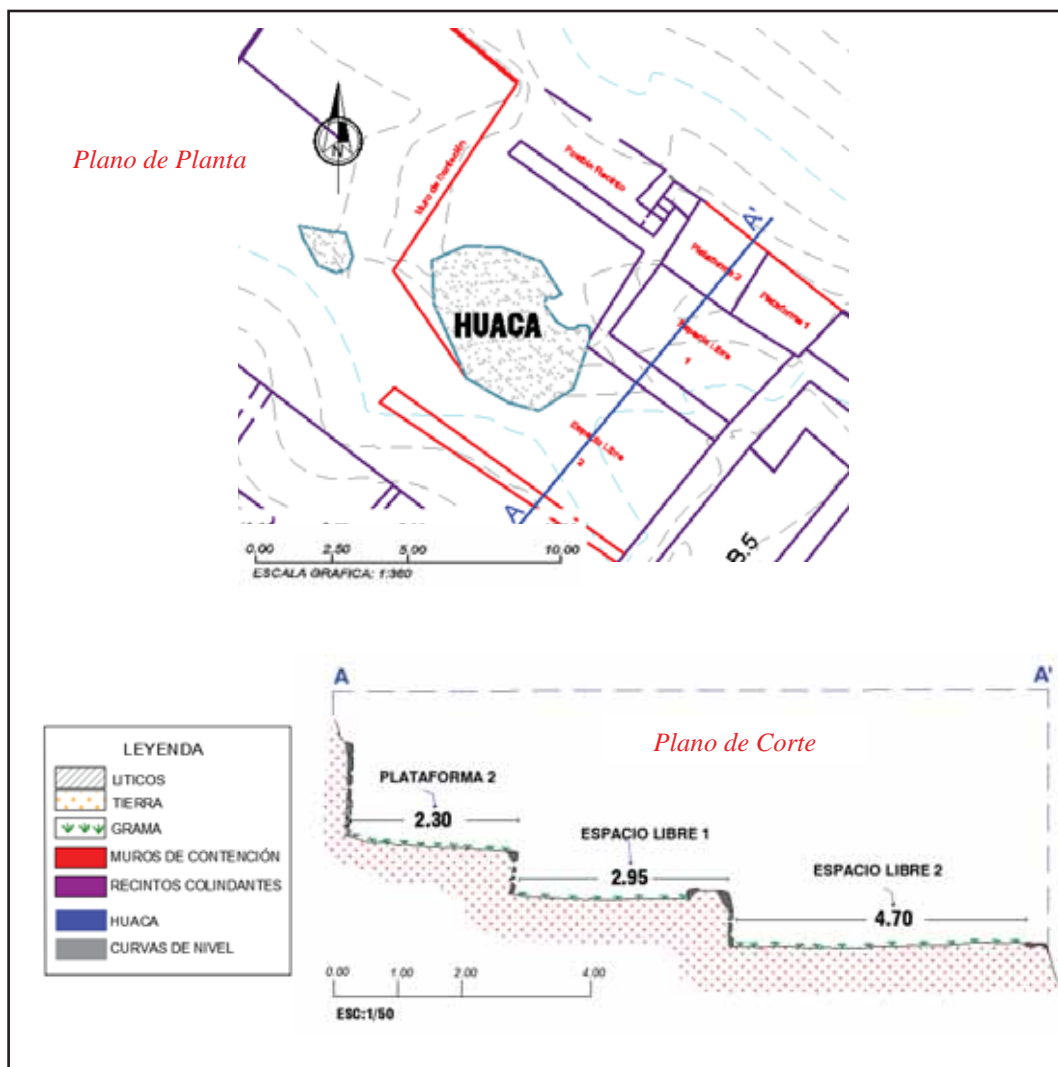 Plano de Planta
N
Muro de Contención
Posible Recinto
A'
Plataforma 2
Plataforma 1
HUACA
Espacio Libre
1
Espacio Libre
2
A
B.5
0,00 2,50 5,00 10,00
ESCALA GRAFICA: 1:360
A A'
Plano de Corte
LEYENDA
LITICOS
TIERRA
GRAMA
MUROS DE CONTENCIÓN
RECINTOS COLINDANTES
HUACA
CURVAS DE NIVEL
PLATAFORMA 2
2.30
ESPACIO LIBRE 1
2.95
ESPACIO LIBRE 2
4.70
0.00 1.00 2.00 4.00
ESC:1/50